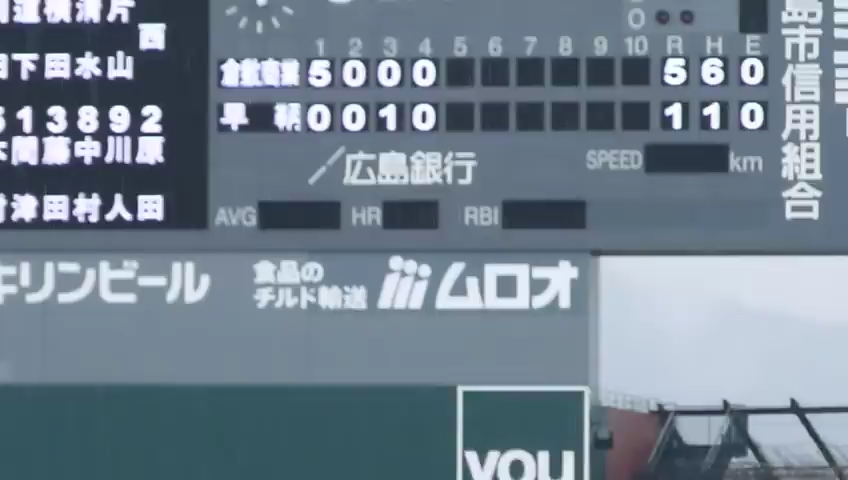 西
下田水山
1 2 3 4 5 6 7 8 9 10 R H E
倉敷商業 5 0 0 0 5 6 0
早鞆 0 0 1 0 1 1 0
13892
間藤中川原
津田村人田
広島銀行
SPEED km
AVG HR RBI
島市信用組合
キリンビール
食品の
チルド輸送
ムロオ
you